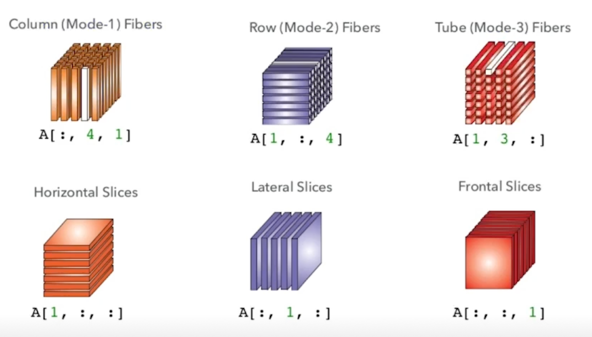 Column (Mode-1) Fibers
Row (Mode-2) Fibers
Tube (Mode-3) Fibers
A[:, 4, 1]
A[1, :, 4]
A[1, 3, :]
Horizontal Slices
Lateral Slices
Frontal Slices
A[1, :, :]
A[:, 1, :]
A[:, :, 1]